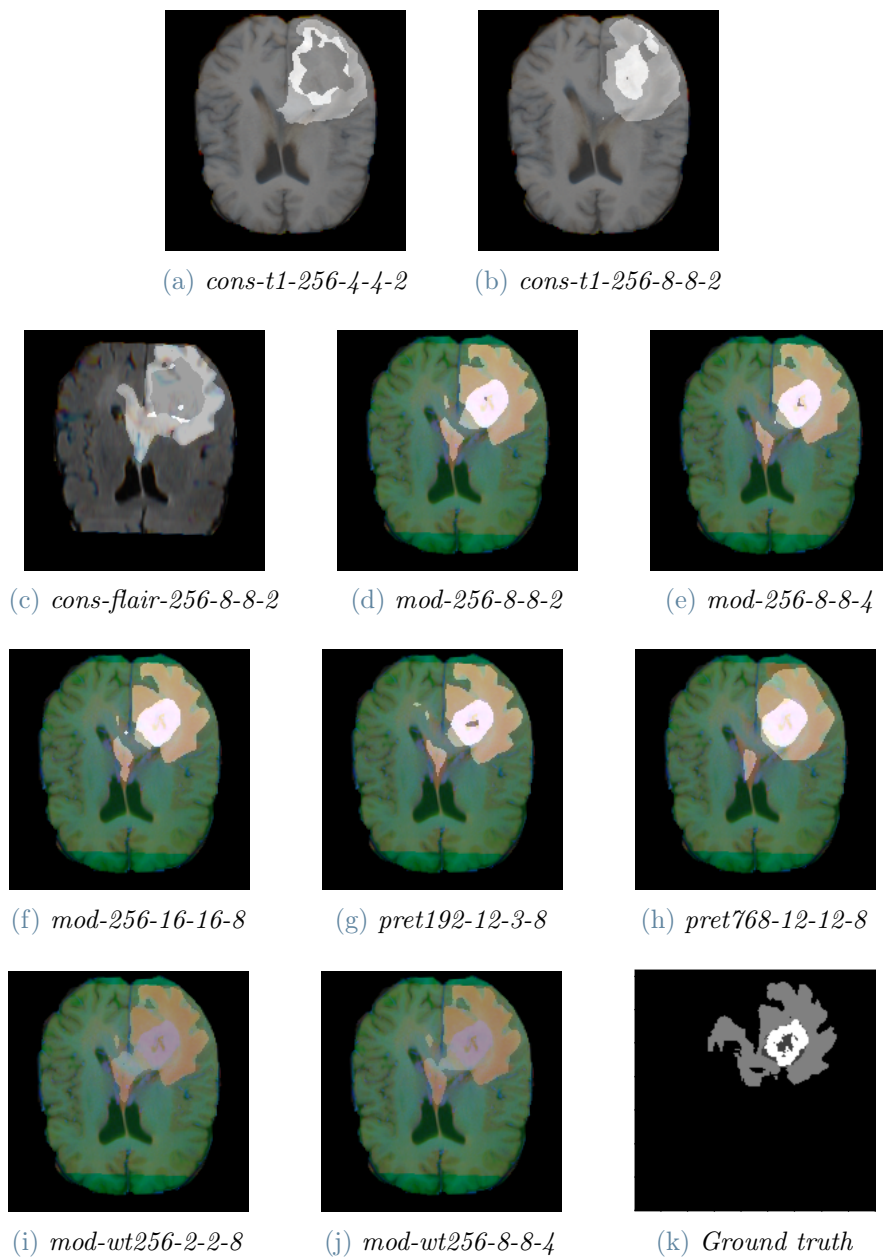 (a) cons-t1-256-4-4-2 (b) cons-t1-256-8-8-2
(c) cons-flair-256-8-8-2 (d) mod-256-8-8-2 (e) mod-256-8-8-4
(f) mod-256-16-16-8 (g) pret192-12-3-8 (h) pret768-12-12-8
(i) mod-wt256-2-2-8 (j) mod-wt256-8-8-4 (k) Ground truth